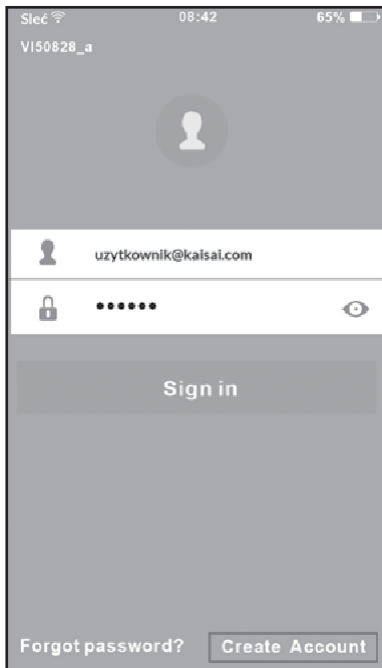 Sieć 08:42 65%
VI50828_a
uzytkownik@kaisai.com
••••••
Sign in
Forgot password? Create Account